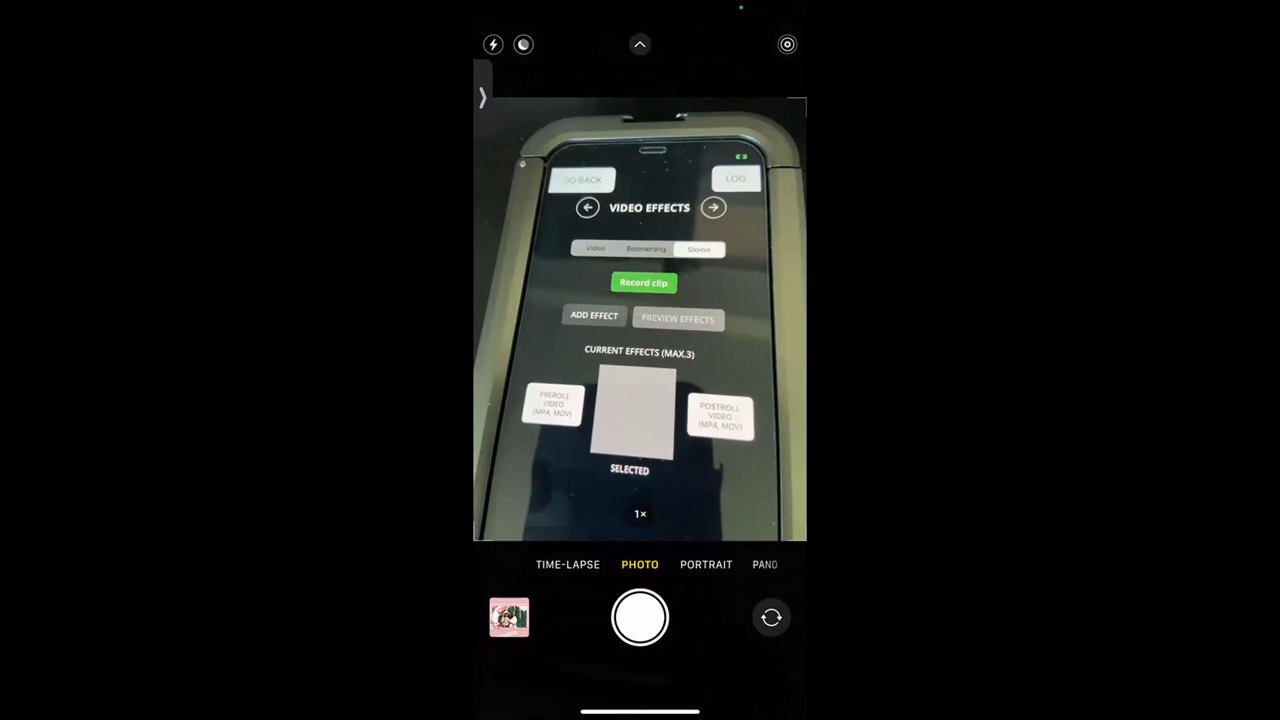 GO BACK
LOG
VIDEO EFFECTS
Video
Boomerang
Slomo
Record clip
ADD EFFECT
PREVIEW EFFECTS
CURRENT EFFECTS (MAX.3)
PREROLL
VIDEO
(MP4, MOV)
POSTROLL
VIDEO
(MP4, MOV)
SELECTED
1×
TIME-LAPSE
PHOTO
PORTRAIT
PANO